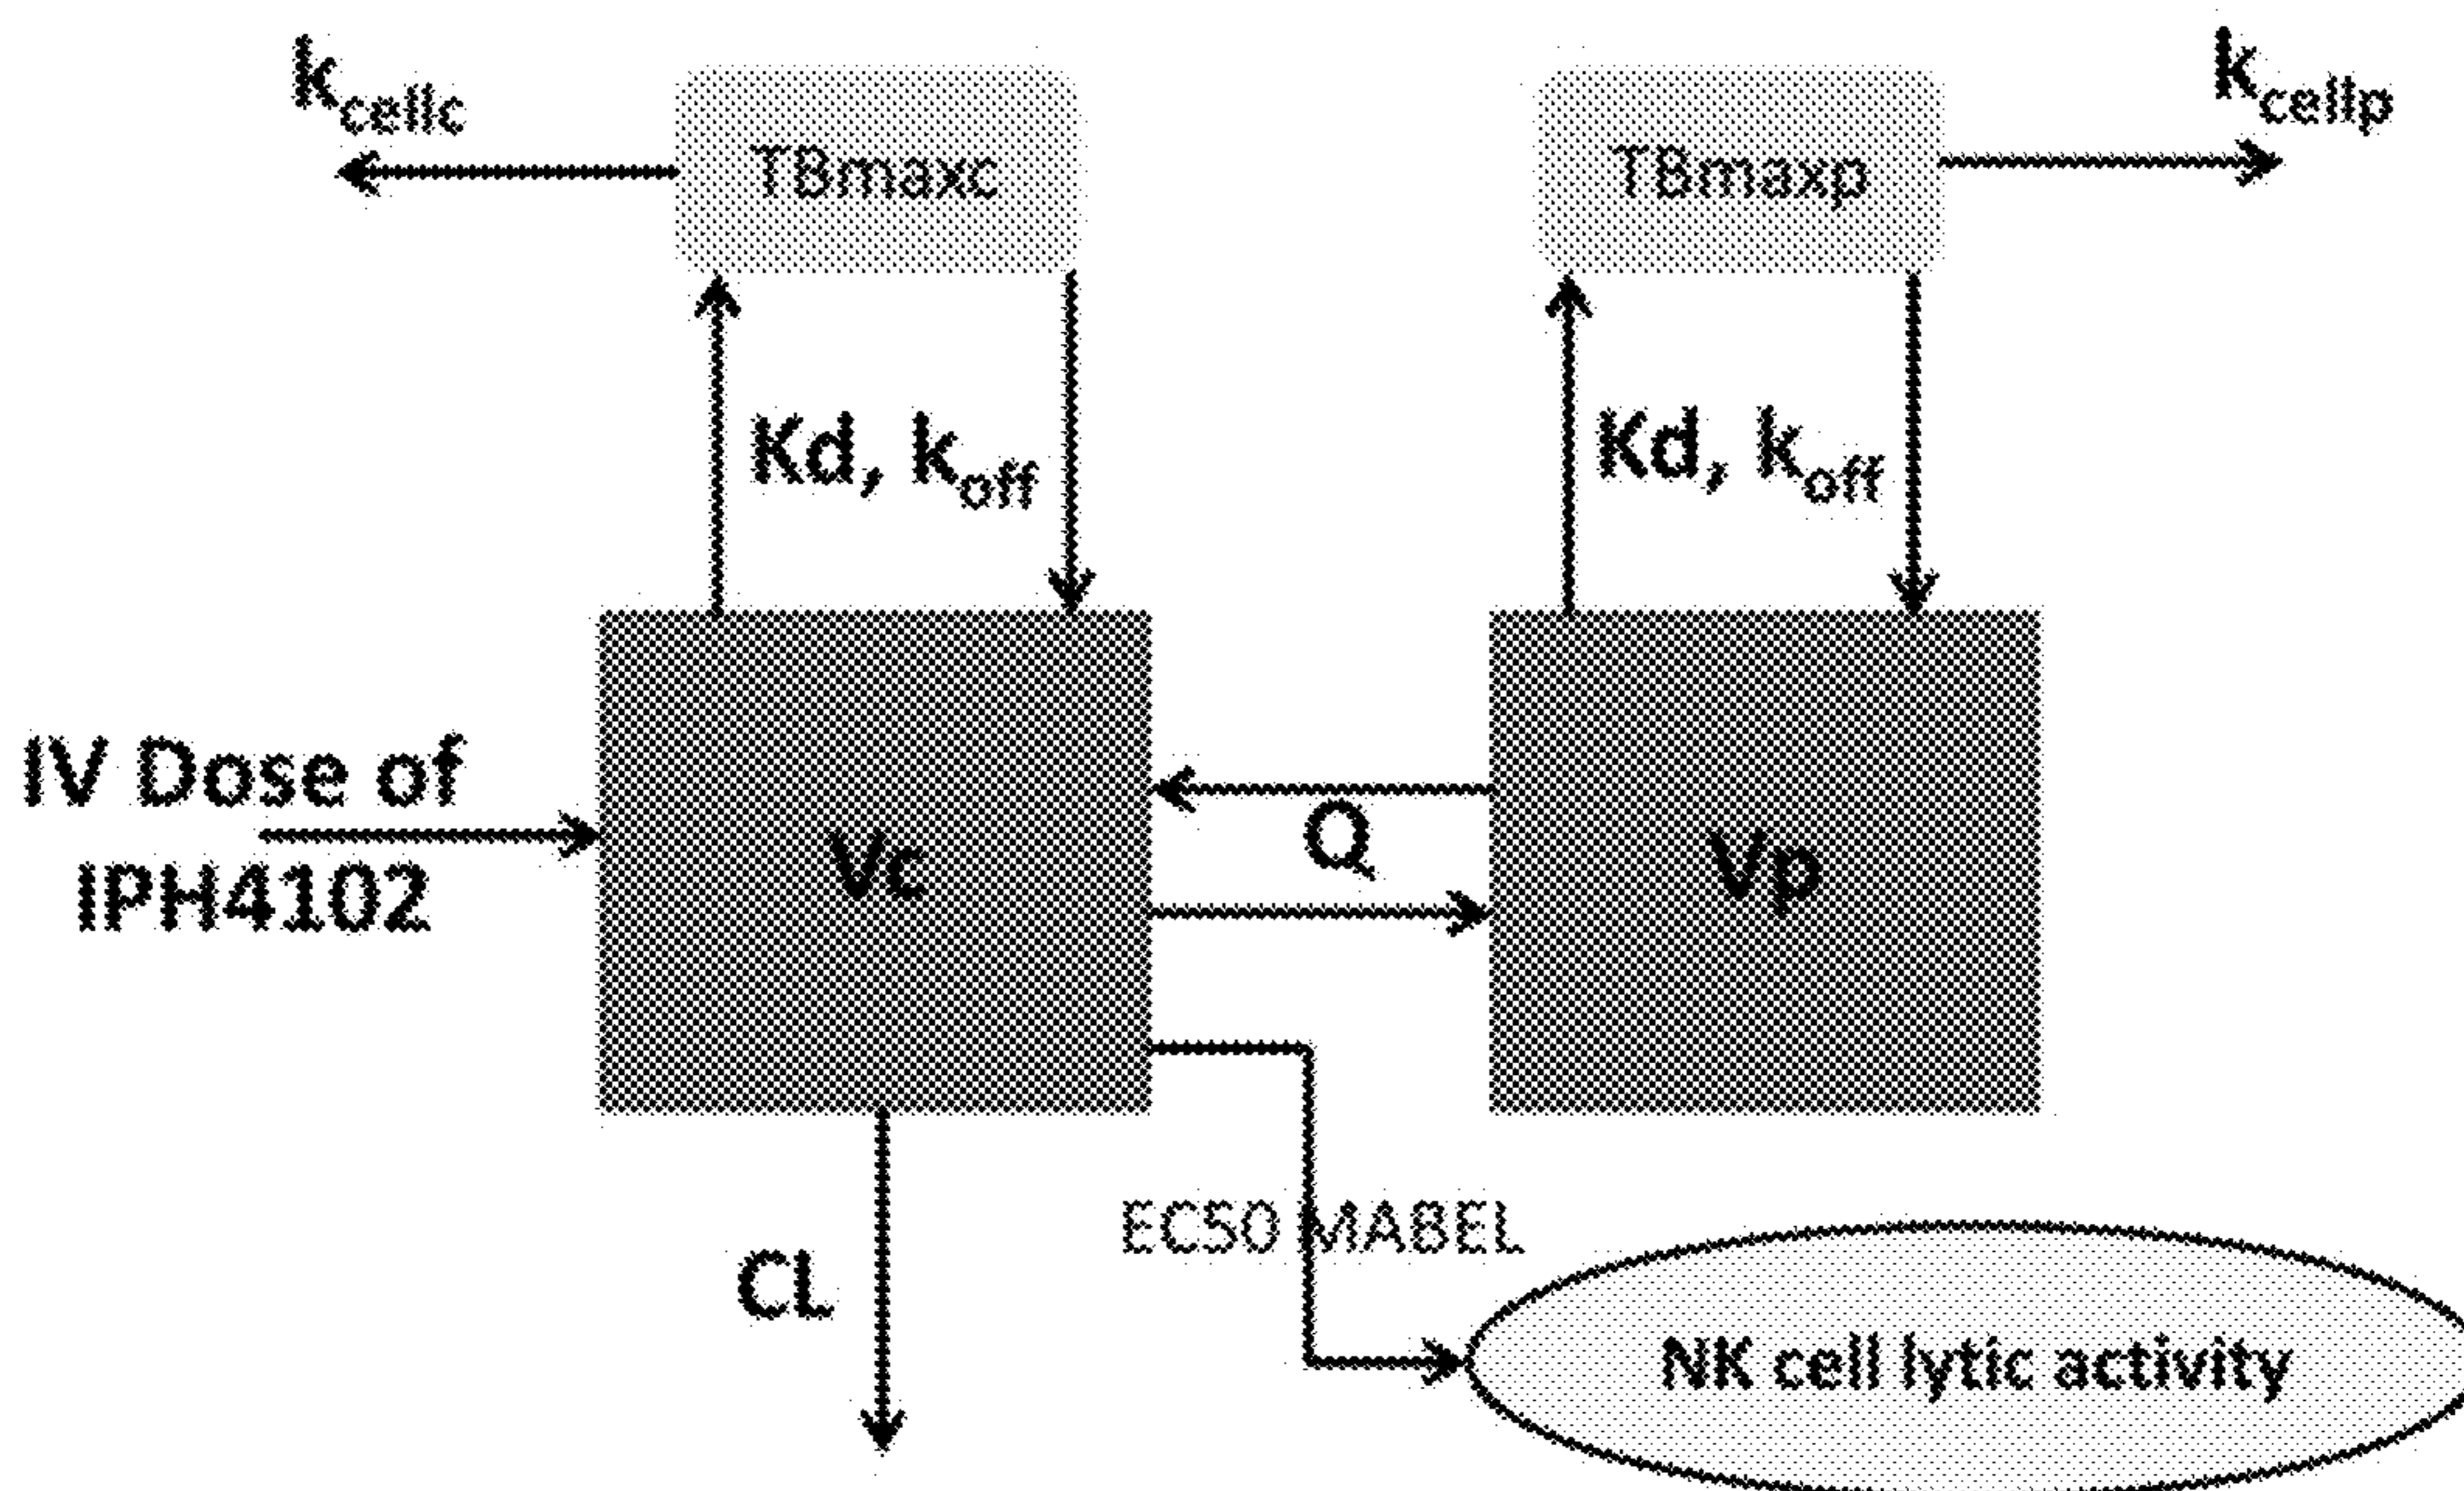 kcellc
kcellp
TBmaxc
TBmaxp
Kd, koff
Kd, koff
IV Dose of
IPH4102
Vc
Q
Vp
EC50 MABEL
CL
NK cell lytic activity